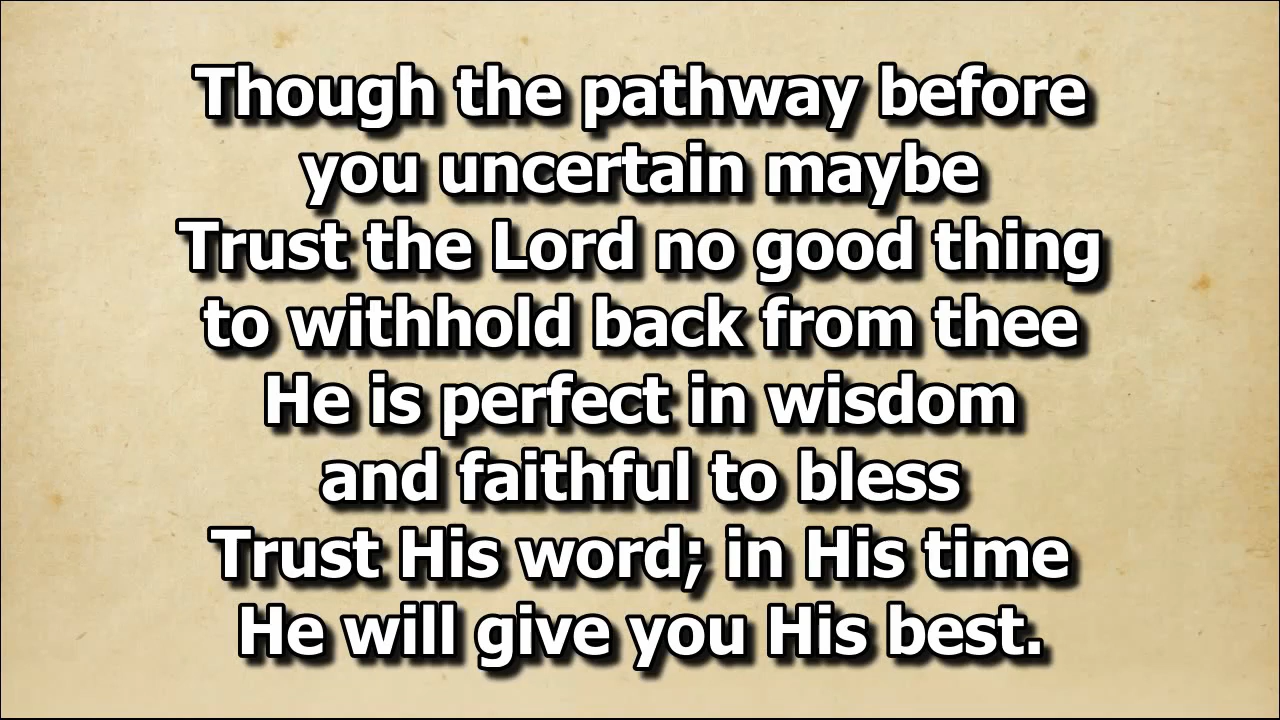 Though the pathway before
you uncertain maybe
Trust the Lord no good thing
to withhold back from thee
He is perfect in wisdom
and faithful to bless
Trust His word; in His time
He will give you His best.